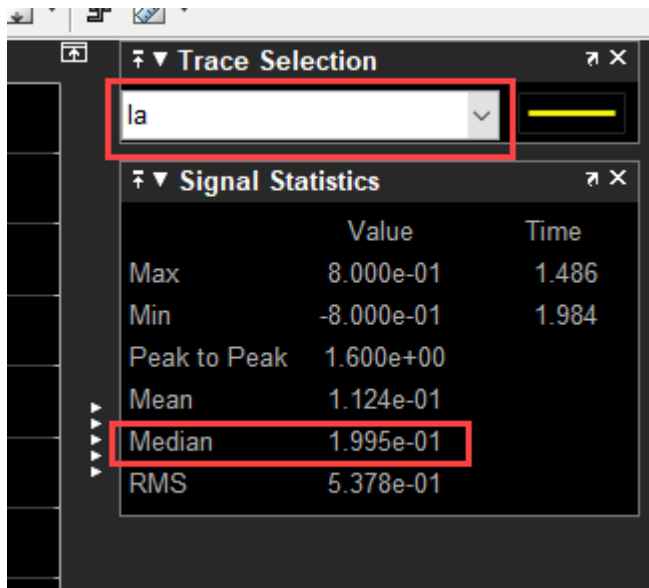 Trace Selection
Ia
Signal Statistics
Value Time
Max 8.000e-01 1.486
Min -8.000e-01 1.984
Peak to Peak 1.600e+00
Mean 1.124e-01
Median 1.995e-01
RMS 5.378e-01